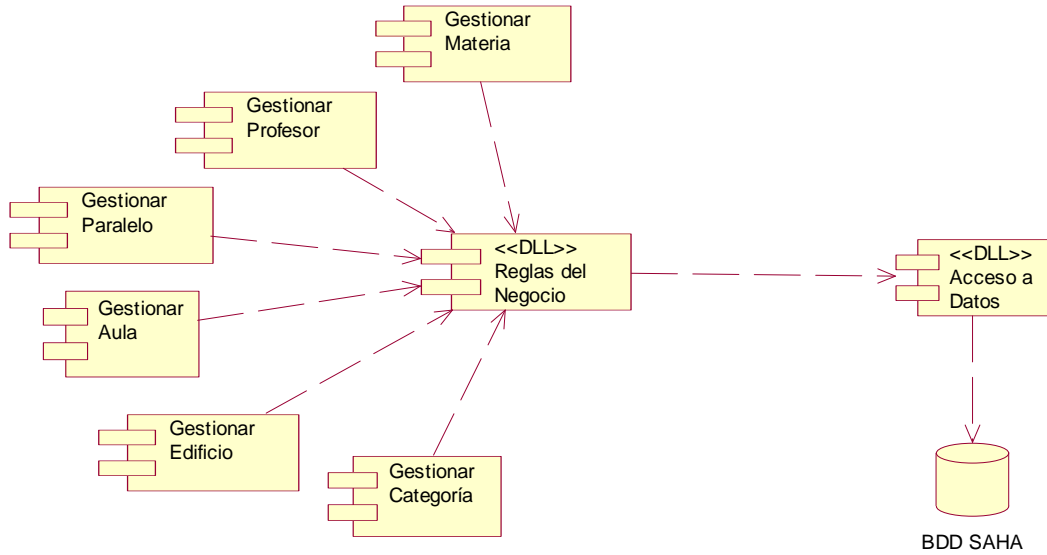 Gestionar
Materia
Gestionar
Profesor
Gestionar
Paralelo
<<DLL>>
Reglas del
Negocio
<<DLL>>
Acceso a
Datos
Gestionar
Aula
Gestionar
Edificio
Gestionar
Categoría
BDD SAHA